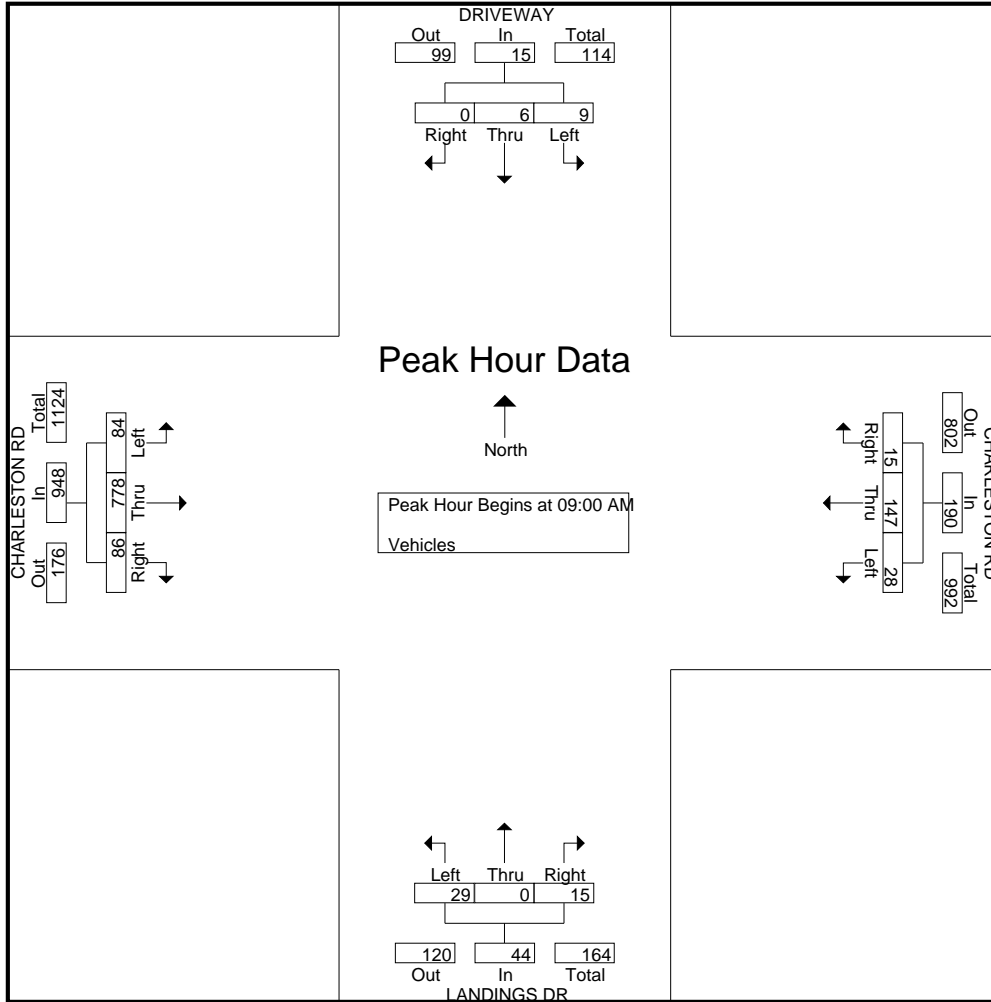 DRIVEWAY
Out In Total
99 15 114
0 6 9
Right Thru Left
Peak Hour Data
North
Peak Hour Begins at 09:00 AM
Vehicles
CHARLESTON RD
Out In Total
176 948 1124
Right Thru Left
86 778 84
CHARLESTON RD
Out In Total
802 190 992
Right Thru Left
15 147 28
Left Thru Right
29 0 15
120 44 164
Out In Total
LANDINGS DR